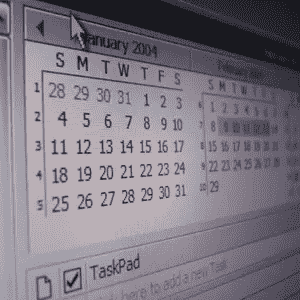 January 2004
February 2004
S M T W T F S
1 28 29 30 31 1 2 3
2 4 5 6 7 8 9 10
3 11 12 13 14 15 16 17
4 18 19 20 21 22 23 24
5 25 26 27 28 29 30 31
S M T W T F S
6 1 2 3 4 5 6 7
7 8 9 10 11 12 13 14
8 15 16 17 18 19 20 21
9 22 23 24 25 26 27 28
10 29
TaskPad
here to add a new Task